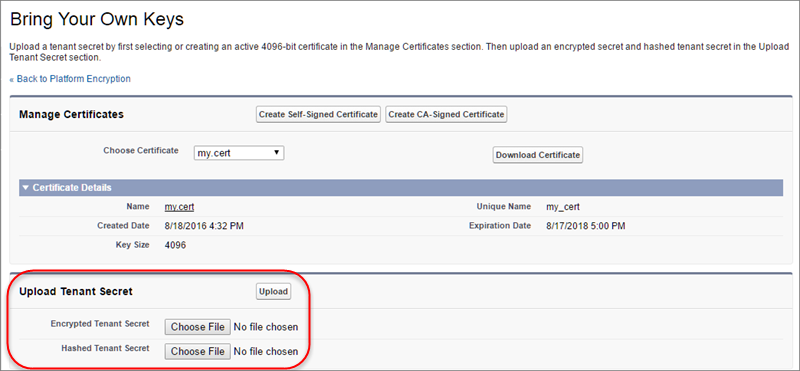 Bring Your Own Keys
Upload a tenant secret by first selecting or creating an active 4096-bit certificate in the Manage Certificates section. Then upload an encrypted secret and hashed tenant secret in the Upload
Tenant Secret section.
« Back to Platform Encryption
Manage Certificates Create Self-Signed Certificate Create CA-Signed Certificate
Choose Certificate my.cert Download Certificate
Certificate Details
Name my.cert Unique Name my_cert
Created Date 8/18/2016 4:32 PM Expiration Date 8/17/2018 5:00 PM
Key Size 4096
Upload Tenant Secret Upload
Encrypted Tenant Secret Choose File No file chosen
Hashed Tenant Secret Choose File No file chosen